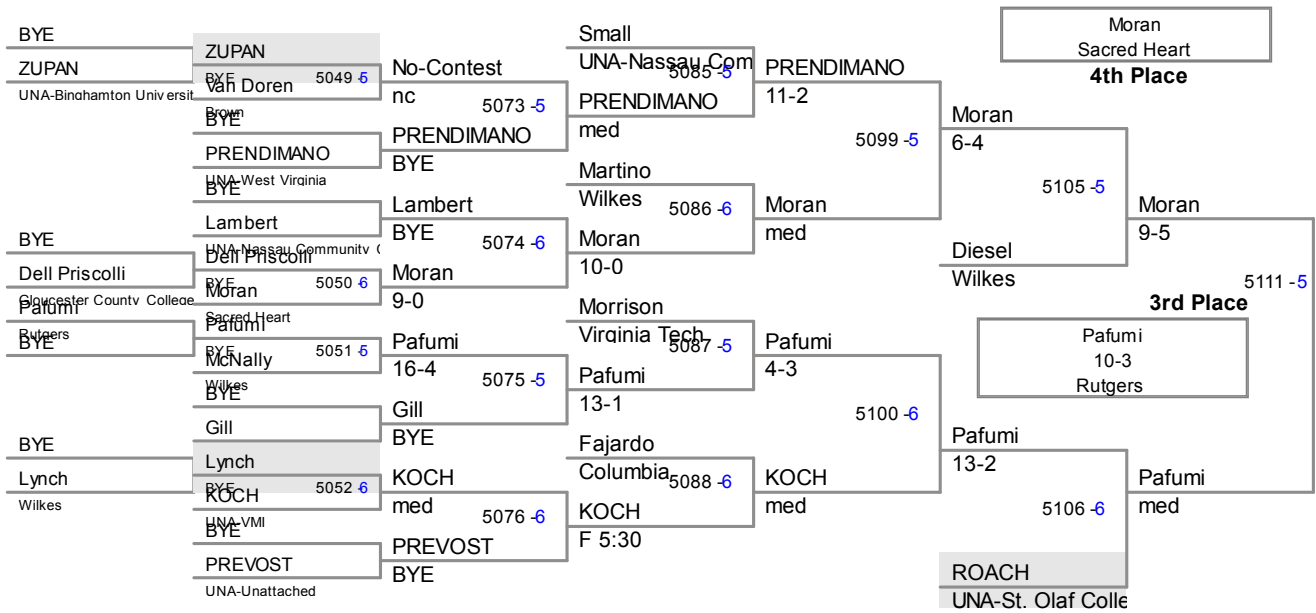 BYE
ZUPAN
UNA-Binghamton Universit
BYE
Dell Priscolli
Gloucester County College
Pafumi
Rutgers
BYE
BYE
Lynch
Wilkes
ZUPAN
BYE
5049 -5
Van Doren
Brown
BYE
PRENDIMANO
UNA-West Virginia
BYE
Lambert
UNA-Nassau Community C
Dell Priscolli
BYE
5050 -6
Moran
Sacred Heart
Pafumi
BYE
5051 -5
McNally
Wilkes
BYE
Gill
Lynch
BYE
5052 -6
KOCH
UNA-VMI
BYE
PREVOST
UNA-Unattached
No-Contest
nc
5073 -5
PRENDIMANO
BYE
Lambert
BYE
5074 -6
Moran
9-0
Pafumi
16-4
5075 -5
Gill
BYE
KOCH
med
5076 -6
PREVOST
BYE
Small
UNA-Nassau Com
5085 -5
PRENDIMANO
med
Martino
Wilkes
5086 -6
Moran
10-0
Morrison
Virginia Tech
5087 -5
Pafumi
13-1
Fajardo
Columbia
5088 -6
KOCH
F 5:30
PRENDIMANO
11-2
5099 -5
Moran
med
Pafumi
4-3
5100 -6
KOCH
med
Moran
6-4
5105 -5
Diesel
Wilkes
Pafumi
13-2
5106 -6
ROACH
UNA-St. Olaf Colle
Moran
9-5
5111 -5
Pafumi
med
Moran
Sacred Heart
4th Place
3rd Place
Pafumi
10-3
Rutgers